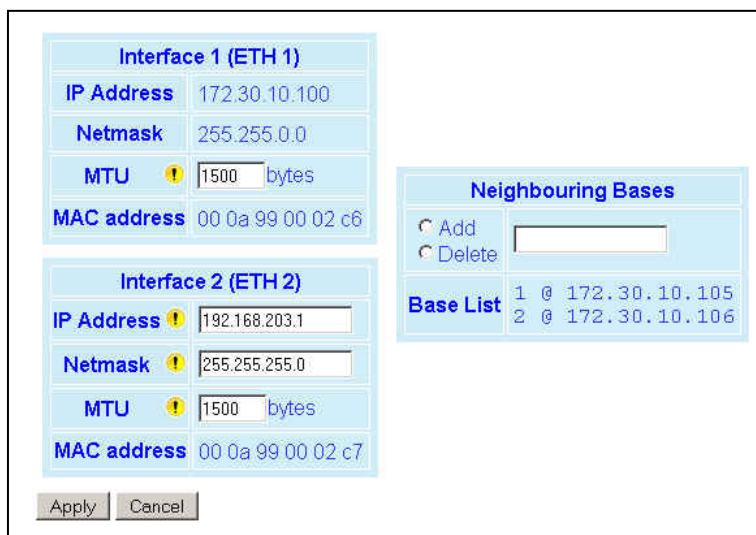 Interface 1 (ETH 1)
IP Address 172.30.10.100
Netmask 255.255.0.0
MTU 1500 bytes
MAC address 00 0a 99 00 02 c6
Interface 2 (ETH 2)
IP Address 192.168.203.1
Netmask 255.255.255.0
MTU 1500 bytes
MAC address 00 0a 99 00 02 c7
Neighbouring Bases
Add
Delete
Base List 1 @ 172.30.10.105
2 @ 172.30.10.106
Apply Cancel